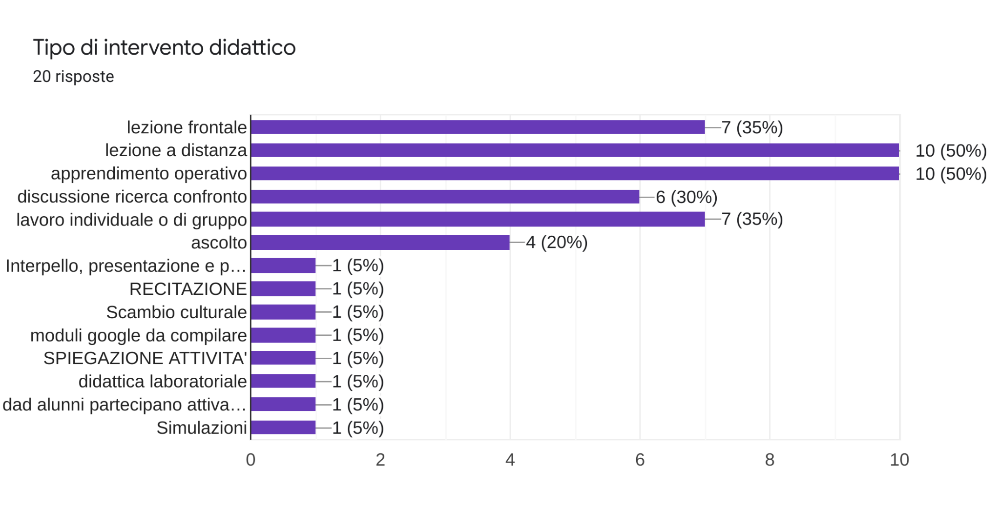 Tipo di intervento didattico
20 risposte
lezione frontale 7 (35%)
lezione a distanza 10 (50%)
apprendimento operativo 10 (50%)
discussione ricerca confronto 6 (30%)
lavoro individuale o di gruppo 7 (35%)
ascolto 4 (20%)
Interpello, presentazione e p… 1 (5%)
RECITAZIONE 1 (5%)
Scambio culturale 1 (5%)
moduli google da compilare 1 (5%)
SPIEGAZIONE ATTIVITA' 1 (5%)
didattica laboratoriale 1 (5%)
dad alunni partecipano attiva… 1 (5%)
Simulazioni 1 (5%)
0 2 4 6 8 10